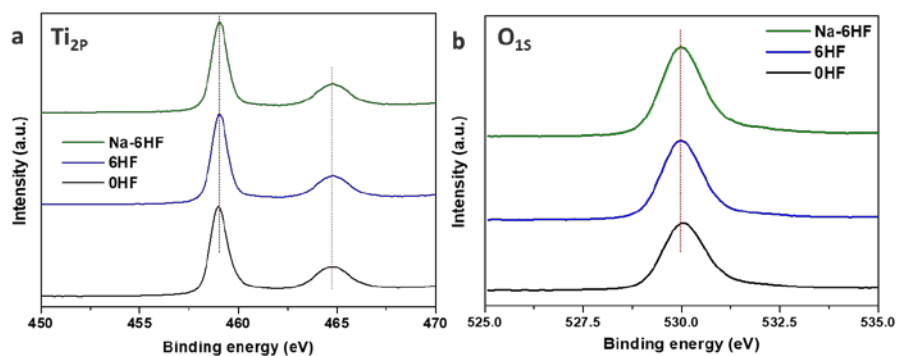 a
Ti2P
Na-6HF
6HF
0HF
Intensity (a.u.)
450 455 460 465 470
Binding energy (eV)
b
O1S
Na-6HF
6HF
0HF
Intensity (a.u.)
525.0 527.5 530.0 532.5 535.0
Binding energy (eV)